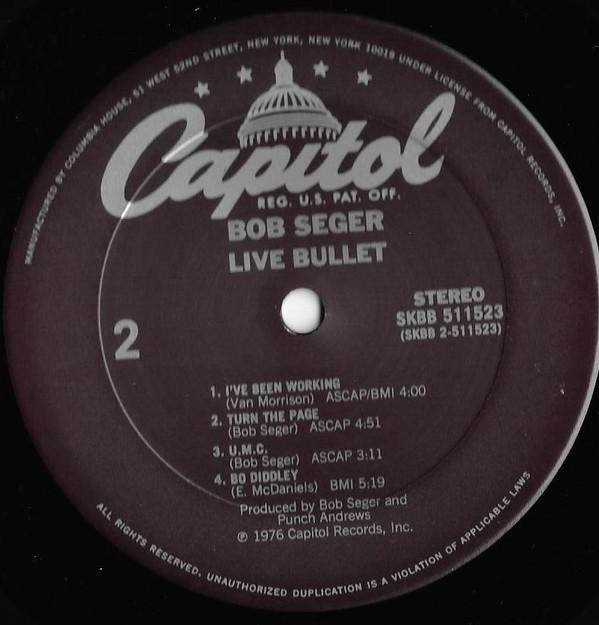 MANUFACTURED BY COLUMBIA HOUSE, 51 WEST 52ND STREET, NEW YORK, NEW YORK 10019 UNDER LICENSE FROM CAPITOL RECORDS, INC.
Capitol
REG. U.S. PAT. OFF.
BOB SEGER
LIVE BULLET
STEREO
SKBB 511523
(SKBB 2-511523)
2
1. I'VE BEEN WORKING
(Van Morrison) ASCAP/BMI 4:00
2. TURN THE PAGE
(Bob Seger) ASCAP 4:51
3. U.M.C.
(Bob Seger) ASCAP 3:11
4. BO DIDDLEY
(E. McDaniels) BMI 5:19
Produced by Bob Seger and
Punch Andrews
℗ 1976 Capitol Records, Inc.
ALL RIGHTS RESERVED. UNAUTHORIZED DUPLICATION IS A VIOLATION OF APPLICABLE LAWS